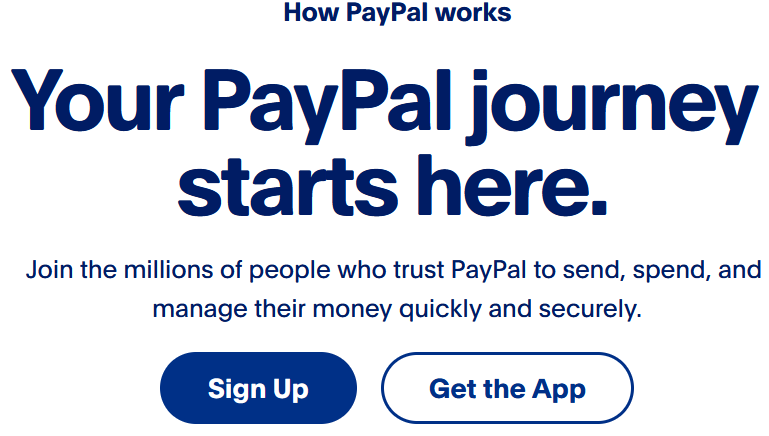 How PayPal works
Your PayPal journey
starts here.
Join the millions of people who trust PayPal to send, spend, and
manage their money quickly and securely.
Sign Up
Get the App